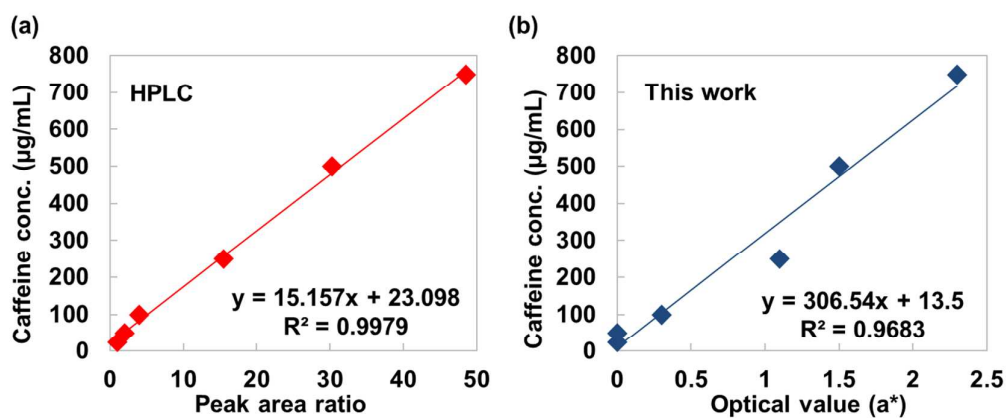 (a)
HPLC
Caffeine conc. (µg/mL)
800
700
600
500
400
300
200
100
0
y = 15.157x + 23.098
R² = 0.9979
0 10 20 30 40 50
Peak area ratio
(b)
This work
Caffeine conc. (µg/mL)
800
700
600
500
400
300
200
100
0
y = 306.54x + 13.5
R² = 0.9683
0 0.5 1 1.5 2 2.5
Optical value (a*)